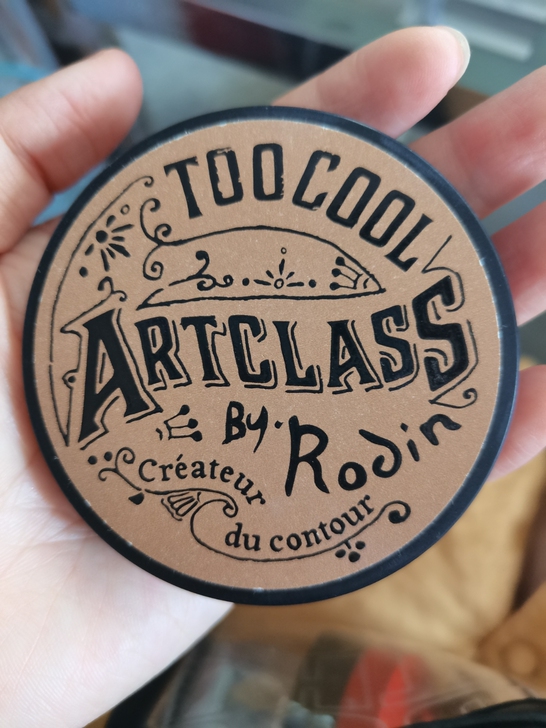 TOO COOL
ARTCLASS
By. Rodin
Créateur
du contour